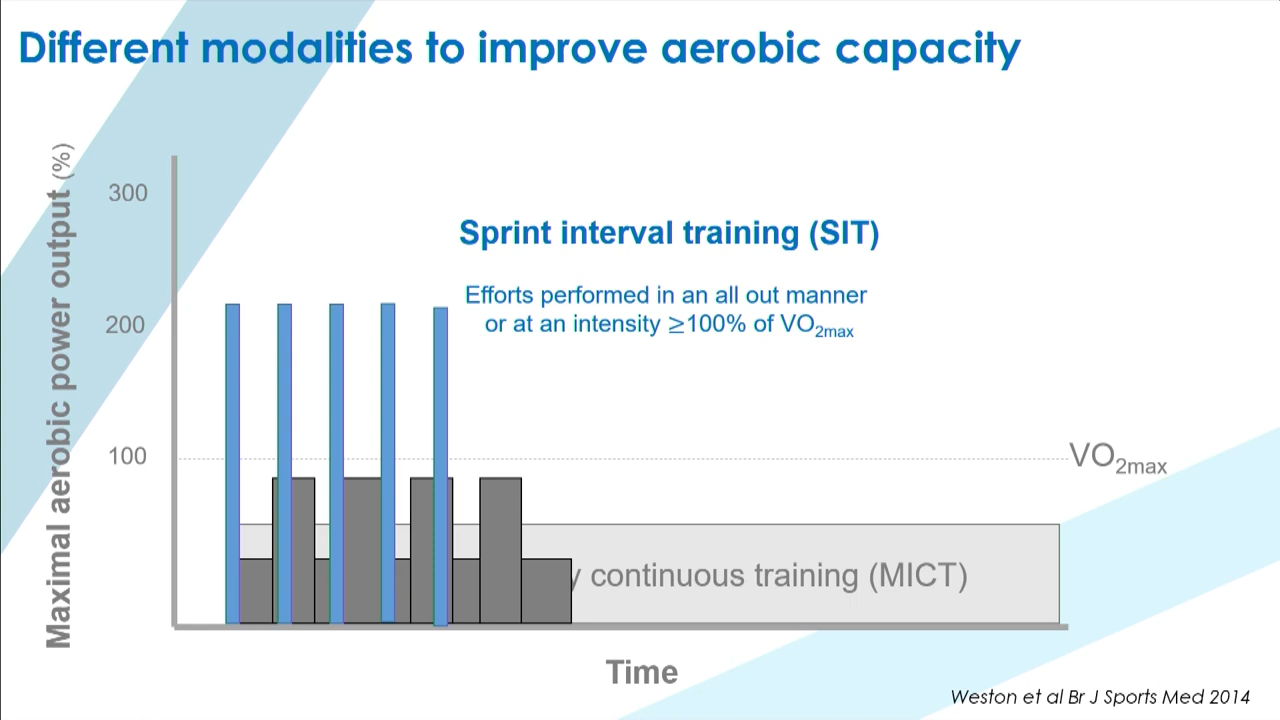 Different modalities to improve aerobic capacity
Maximal aerobic power output (%)
300
200
100
Sprint interval training (SIT)
Efforts performed in an all out manner
or at an intensity ≥100% of VO2max
VO2max
continuous training (MICT)
Time
Weston et al Br J Sports Med 2014